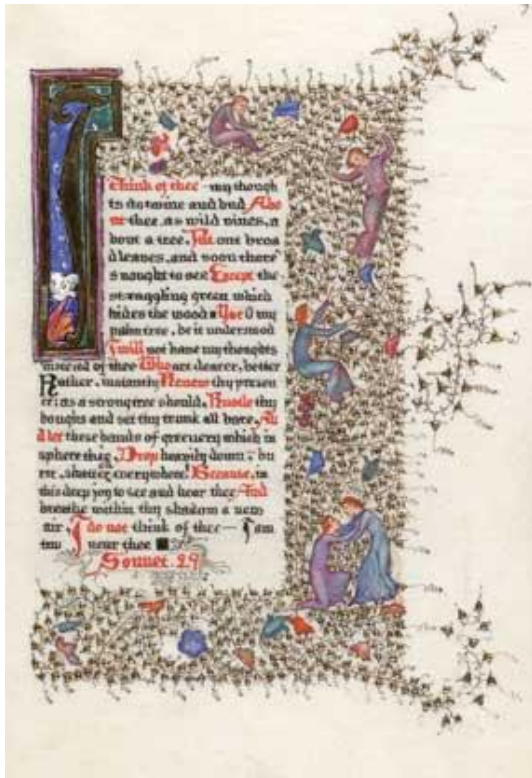 I
think of thee – my though
ts do twine and bud Abo
ut thee, as wild vines, a
bout a tree, Put out broa
d leaves, and soon there
s nought to see Except the
straggling green which
hides the wood Yet O my
palm tree, be it understood
I will not have my thoughts
instead of thee Who art dearer, better
Rather, instantly Renew thy presen
ce: as a strong tree should, Rustle thy
boughs and set thy trunk all bare, An
d let these bands of greenery which in
sphere thee, Drop heavily down, – bu
rst, shatter everywhere! Because, in
this deep joy to see and hear thee And
breathe within thy shadow a new
air, I do not think of thee – I am
too near thee
Sonnet. 29